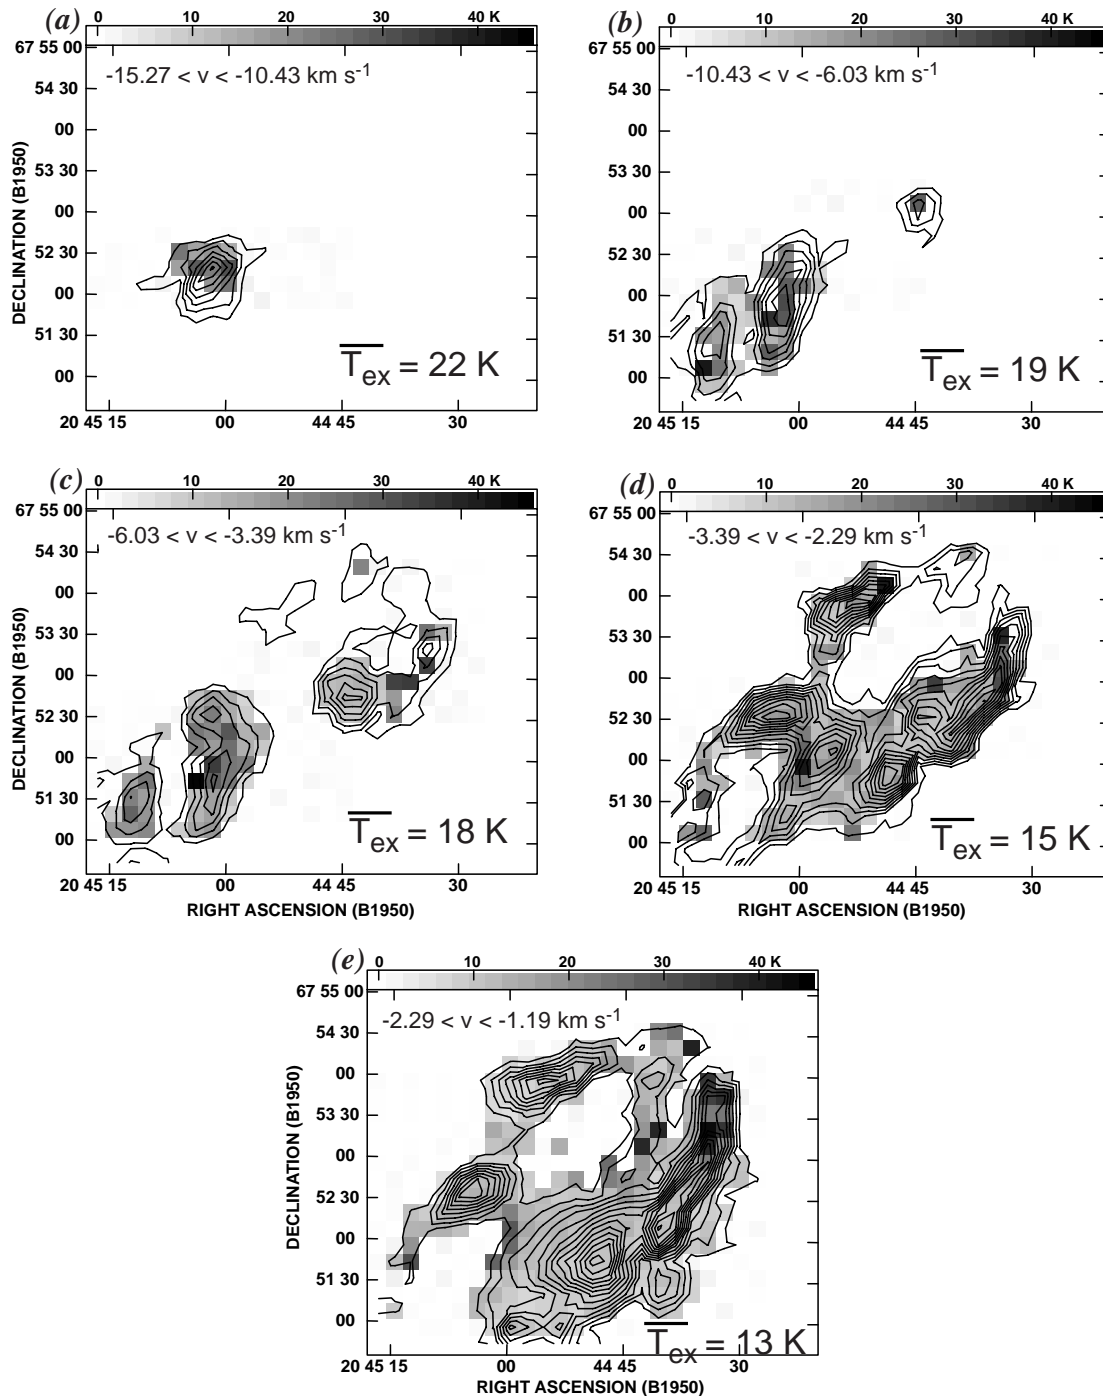 (a) 0 10 20 30 40 K
67 55 00
-15.27 < v < -10.43 km s-1
54 30
00
53 30
00
52 30
00
51 30
00
DECLINATION (B1950)
Tex = 22 K
20 45 15 00 44 45 30
(b) 0 10 20 30 40 K
67 55 00
-10.43 < v < -6.03 km s-1
54 30
00
53 30
00
52 30
00
51 30
00
Tex = 19 K
20 45 15 00 44 45 30
(c) 0 10 20 30 40 K
67 55 00
-6.03 < v < -3.39 km s-1
54 30
00
53 30
00
52 30
00
51 30
00
DECLINATION (B1950)
Tex = 18 K
20 45 15 00 44 45 30
RIGHT ASCENSION (B1950)
(d) 0 10 20 30 40 K
67 55 00
-3.39 < v < -2.29 km s-1
54 30
00
53 30
00
52 30
00
51 30
00
Tex = 15 K
20 45 15 00 44 45 30
RIGHT ASCENSION (B1950)
(e) 0 10 20 30 40 K
67 55 00
-2.29 < v < -1.19 km s-1
54 30
00
53 30
00
52 30
00
51 30
00
DECLINATION (B1950)
Tex = 13 K
20 45 15 00 44 45 30
RIGHT ASCENSION (B1950)